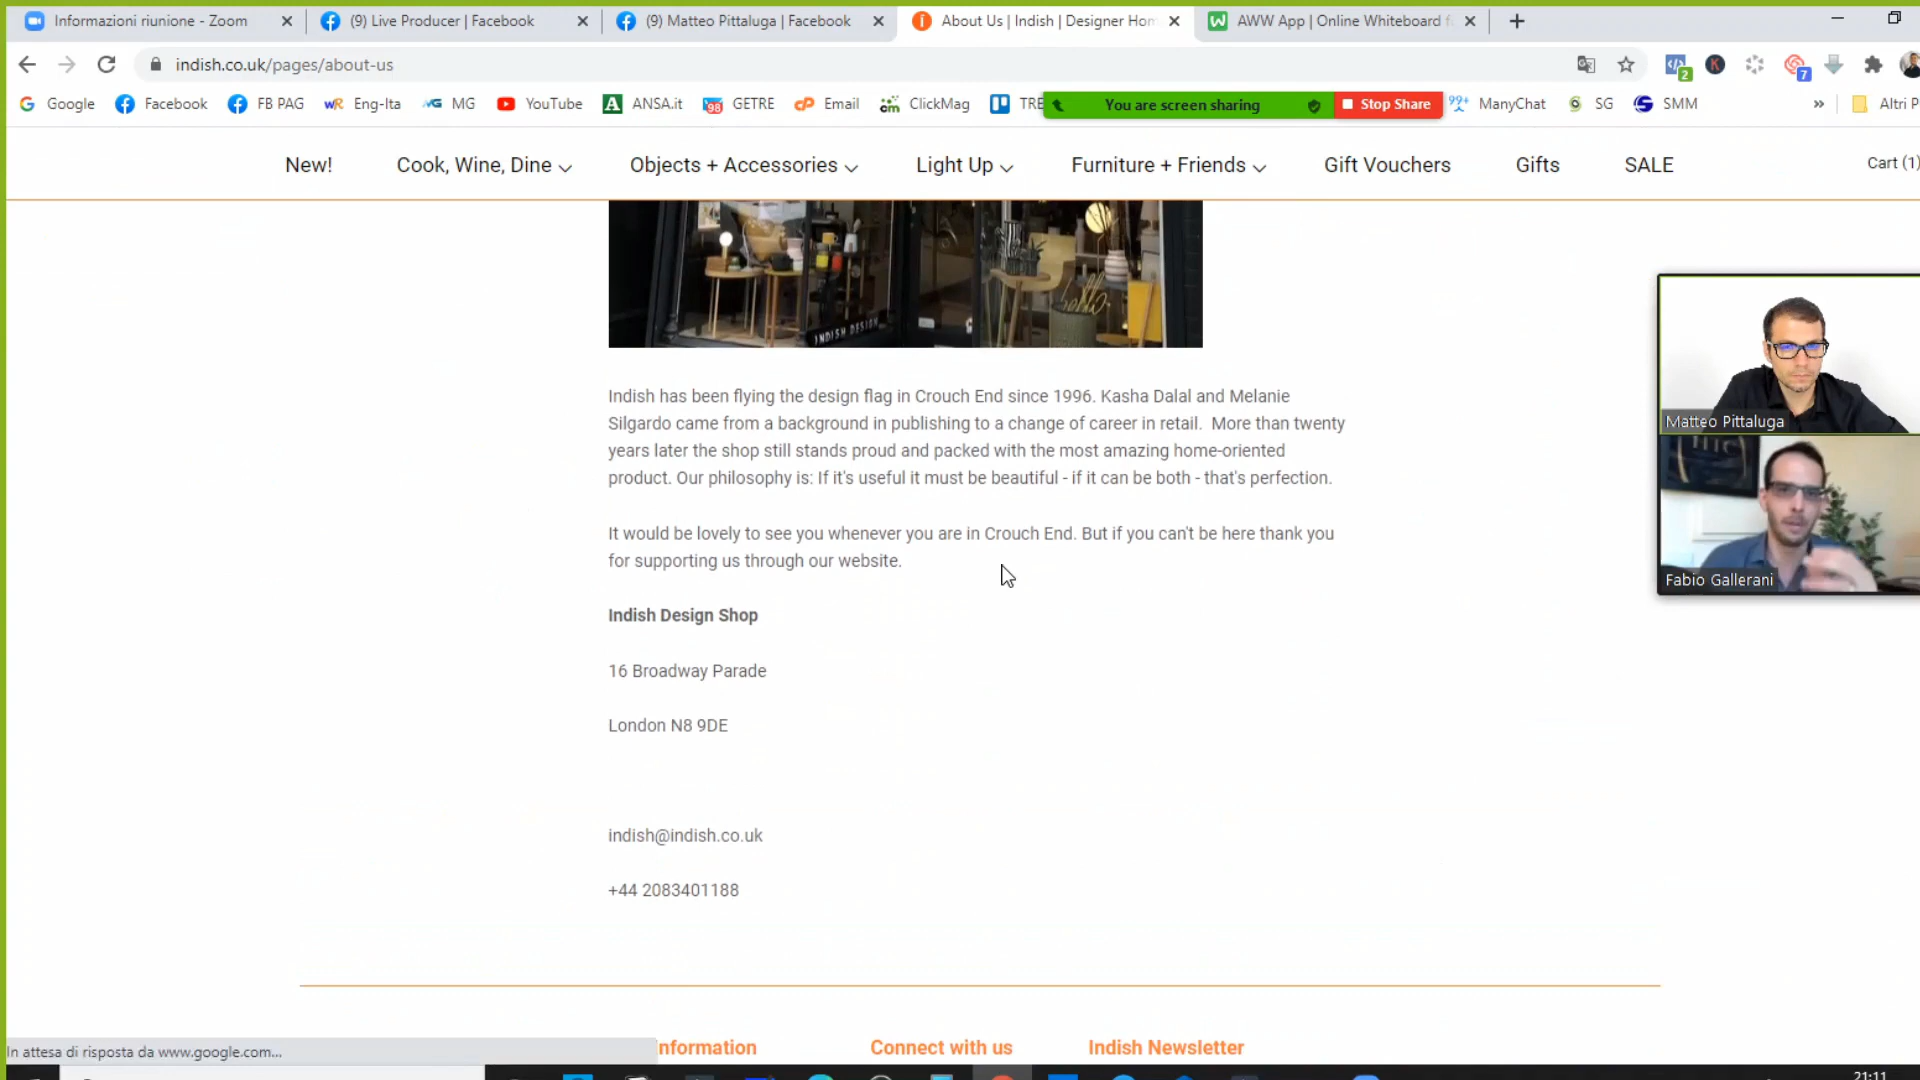 Informazioni riunione - Zoom
(9) Live Producer | Facebook
(9) Matteo Pittaluga | Facebook
About Us | Indish | Designer Hom
AWW App | Online Whiteboard f
indish.co.uk/pages/about-us
2
K
7
Google
Facebook
FB PAG
Eng-Ita
MG
YouTube
ANSA.it
98
GETRE
Email
ClickMag
TRE
You are screen sharing
Stop Share
99+
ManyChat
SG
SMM
»
Altri P
New!
Cook, Wine, Dine
Objects + Accessories
Light Up
Furniture + Friends
Gift Vouchers
Gifts
SALE
Cart (1)
INDISH DESIGN
hello
Indish has been flying the design flag in Crouch End since 1996. Kasha Dalal and Melanie
Silgardo came from a background in publishing to a change of career in retail. More than twenty
years later the shop still stands proud and packed with the most amazing home-oriented
product. Our philosophy is: If it's useful it must be beautiful - if it can be both - that's perfection.
It would be lovely to see you whenever you are in Crouch End. But if you can't be here thank you
for supporting us through our website.
Indish Design Shop
16 Broadway Parade
London N8 9DE
indish@indish.co.uk
+44 2083401188
Matteo Pittaluga
Fabio Gallerani
nformation
Connect with us
Indish Newsletter
In attesa di risposta da www.google.com...
21:11